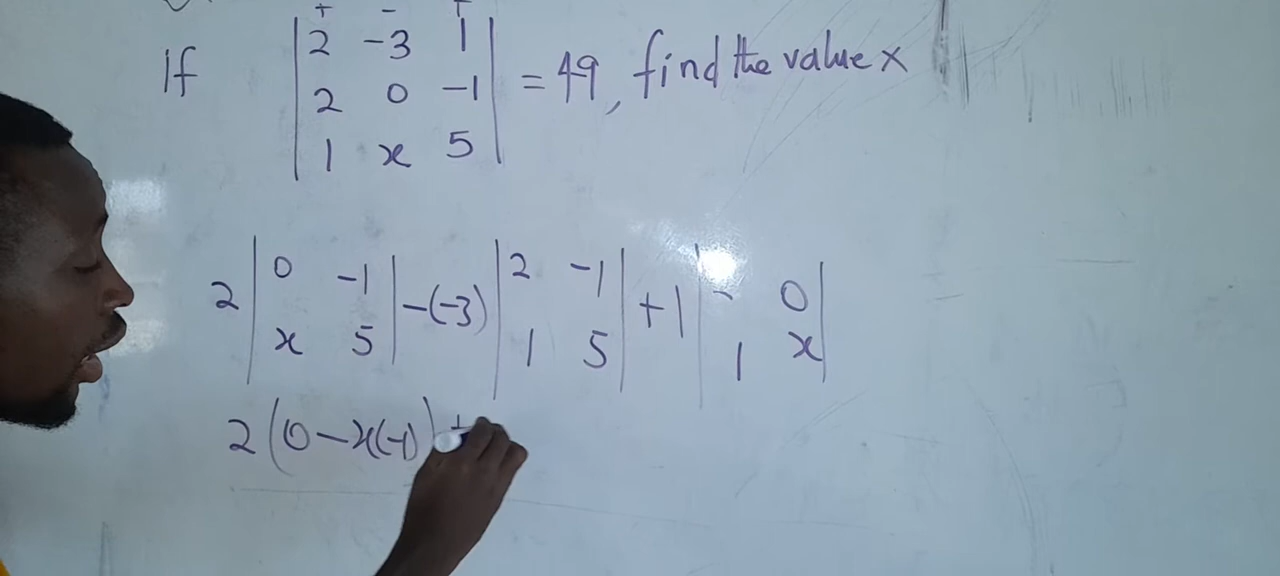 + - +
If | 2 -3 1 | = 49, find the value x
| 2 0 -1 |
| 1 x 5 |
2 | 0 -1 | -(-3) | 2 -1 | +1 | 0 |
| x 5 | | 1 5 | | 1 x |
2(0-x(-1)) +